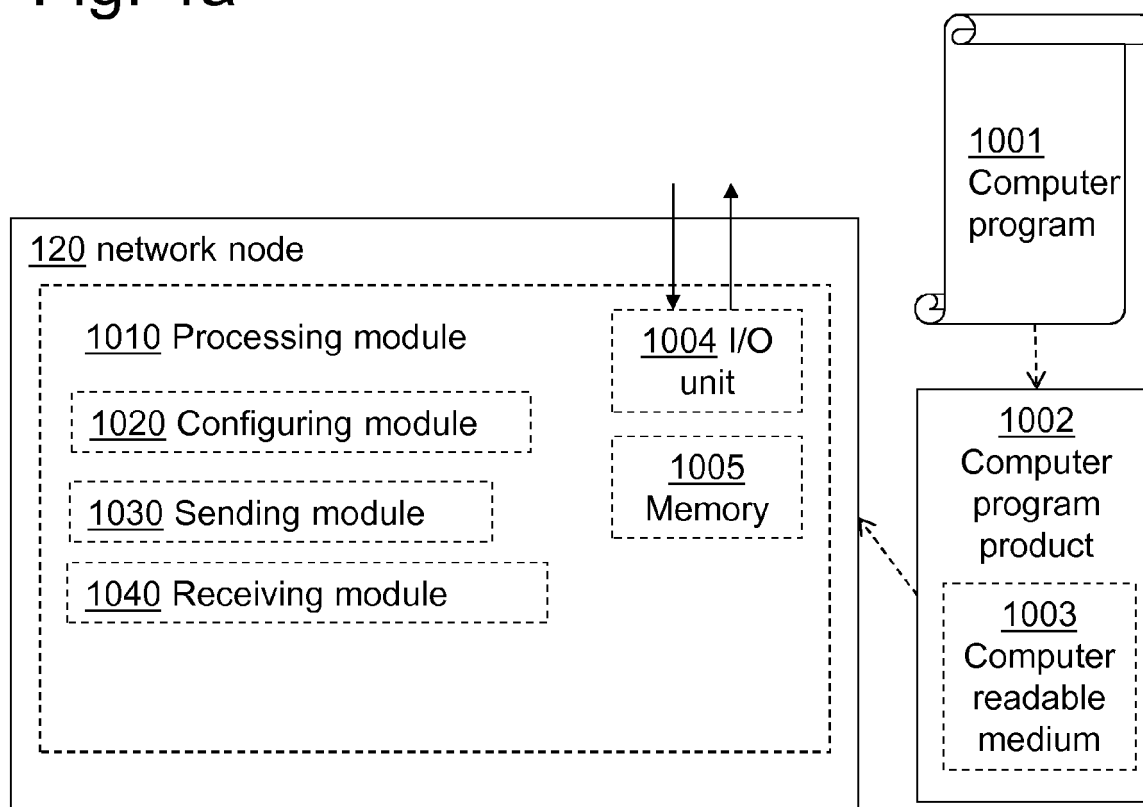 Fig.
120 network node
1010 Processing module
1020 Configuring module
1030 Sending module
1040 Receiving module
1004 I/O
unit
1005
Memory
1001
Computer
program
1002
Computer
program
product
1003
Computer
readable
medium